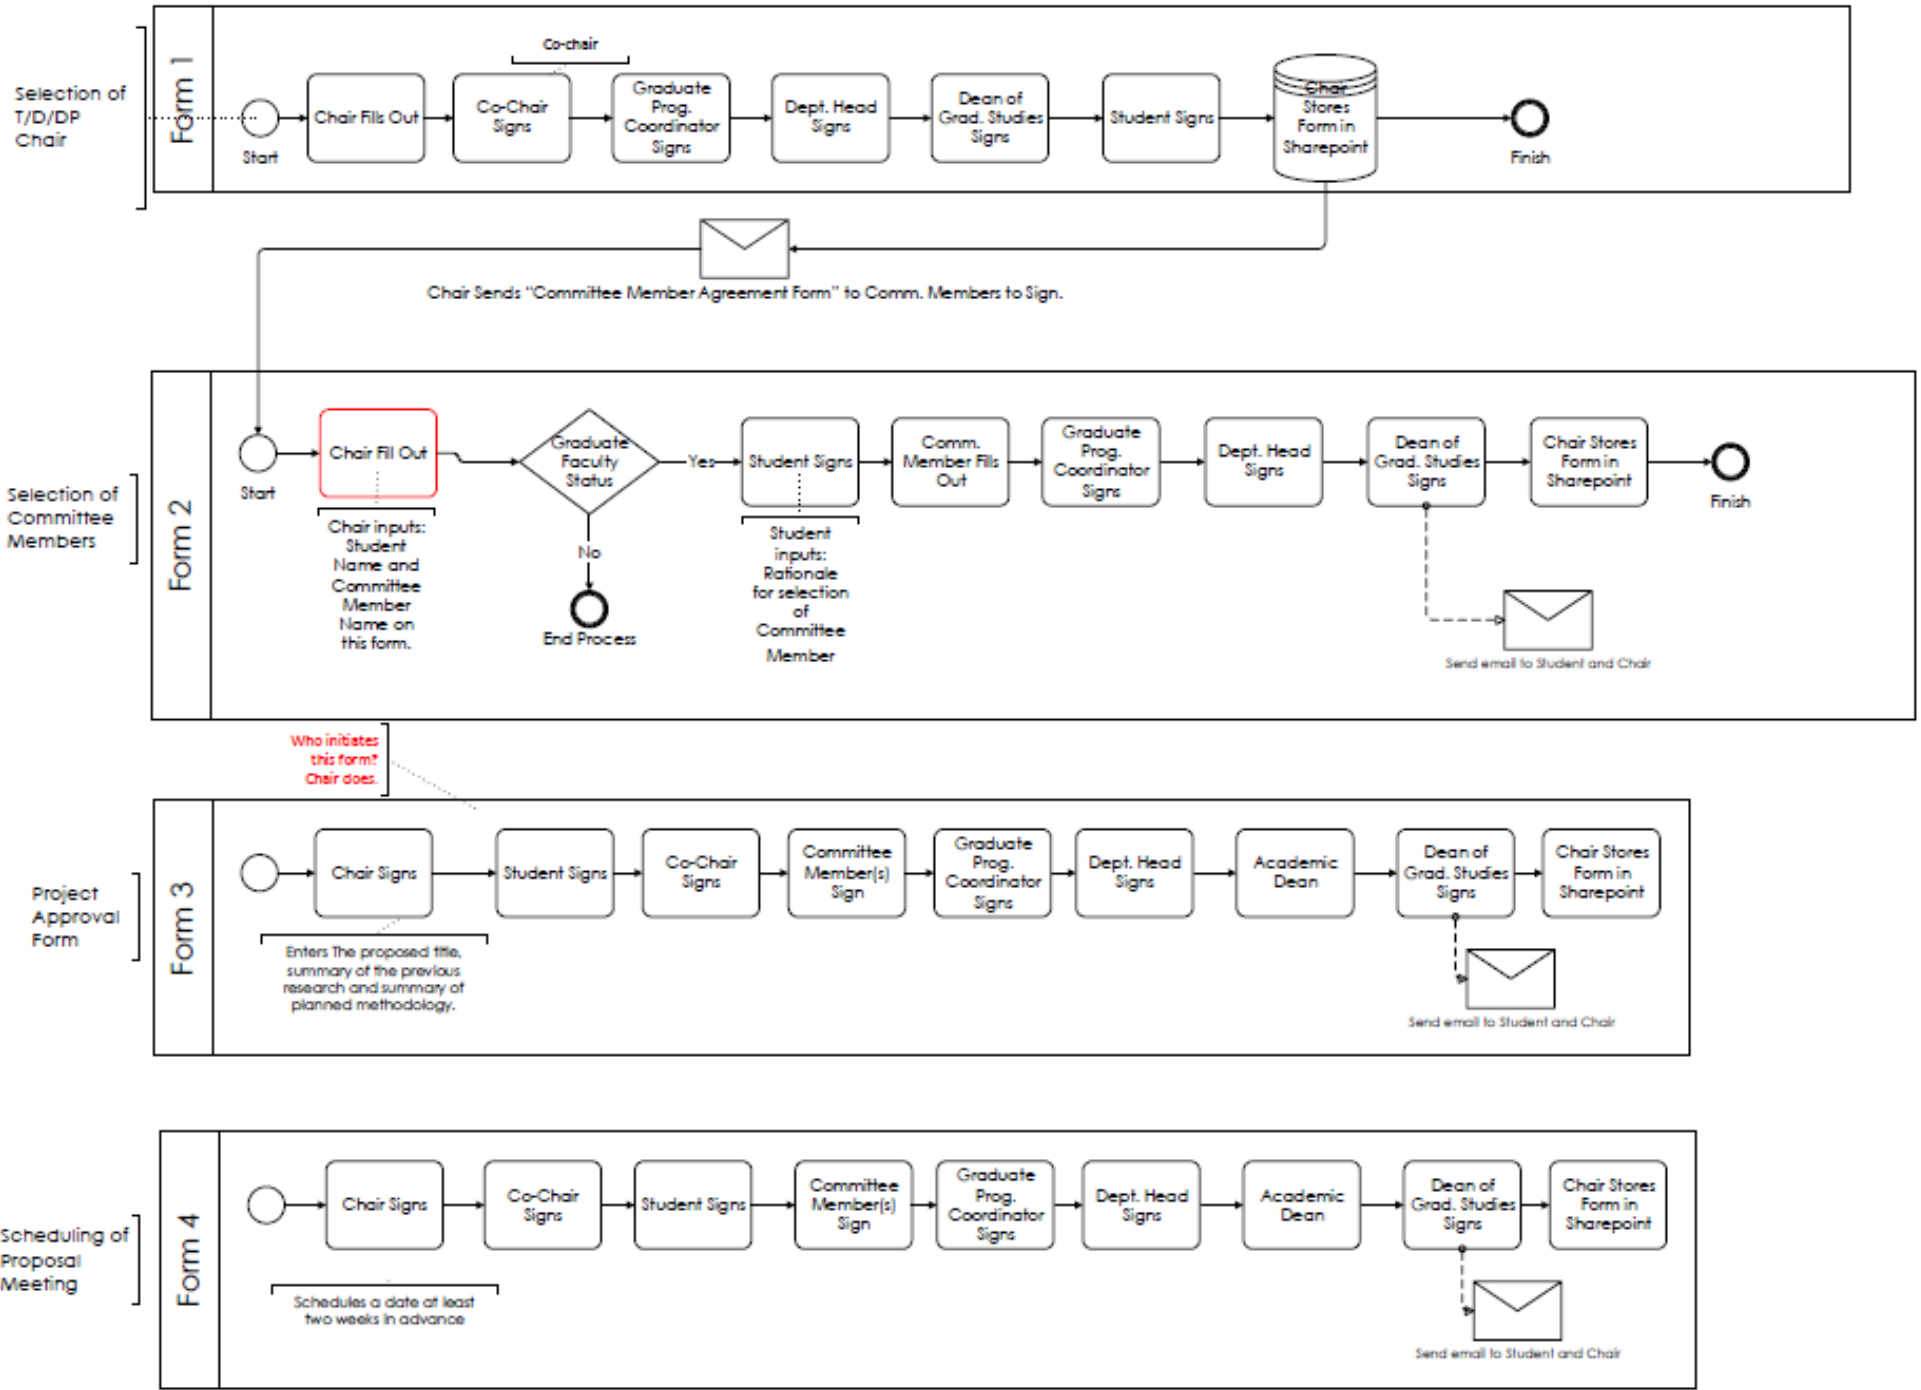 Selection of
T/D/DP
Chair
Form 1
Start
Chair Fills Out
Co-chair
Co-Chair
Signs
Graduate
Prog.
Coordinator
Signs
Dept. Head
Signs
Dean of
Grad. Studies
Signs
Student Signs
Chair
Stores
Form in
Sharepoint
Finish
Chair Sends "Committee Member Agreement Form" to Comm. Members to Sign.
Selection of
Committee
Members
Form 2
Start
Chair Fill Out
Chair inputs:
Student
Name and
Committee
Member
Name on
this form.
Graduate
Faculty
Status
Yes
No
End Process
Student Signs
Student
inputs:
Rationale
for selection
of
Committee
Member
Comm.
Member Fills
Out
Graduate
Prog.
Coordinator
Signs
Dept. Head
Signs
Dean of
Grad. Studies
Signs
Send email to Student and Chair
Chair Stores
Form in
Sharepoint
Finish
Who initiates
this form?
Chair does.
Project
Approval
Form
Form 3
Chair Signs
Enters The proposed title,
summary of the previous
research and summary of
planned methodology.
Student Signs
Co-Chair
Signs
Committee
Member(s)
Sign
Graduate
Prog.
Coordinator
Signs
Dept. Head
Signs
Academic
Dean
Dean of
Grad. Studies
Signs
Send email to Student and Chair
Chair Stores
Form in
Sharepoint
Scheduling of
Proposal
Meeting
Form 4
Chair Signs
Schedules a date at least
two weeks in advance
Co-Chair
Signs
Student Signs
Committee
Member(s)
Sign
Graduate
Prog.
Coordinator
Signs
Dept. Head
Signs
Academic
Dean
Dean of
Grad. Studies
Signs
Send email to Student and Chair
Chair Stores
Form in
Sharepoint